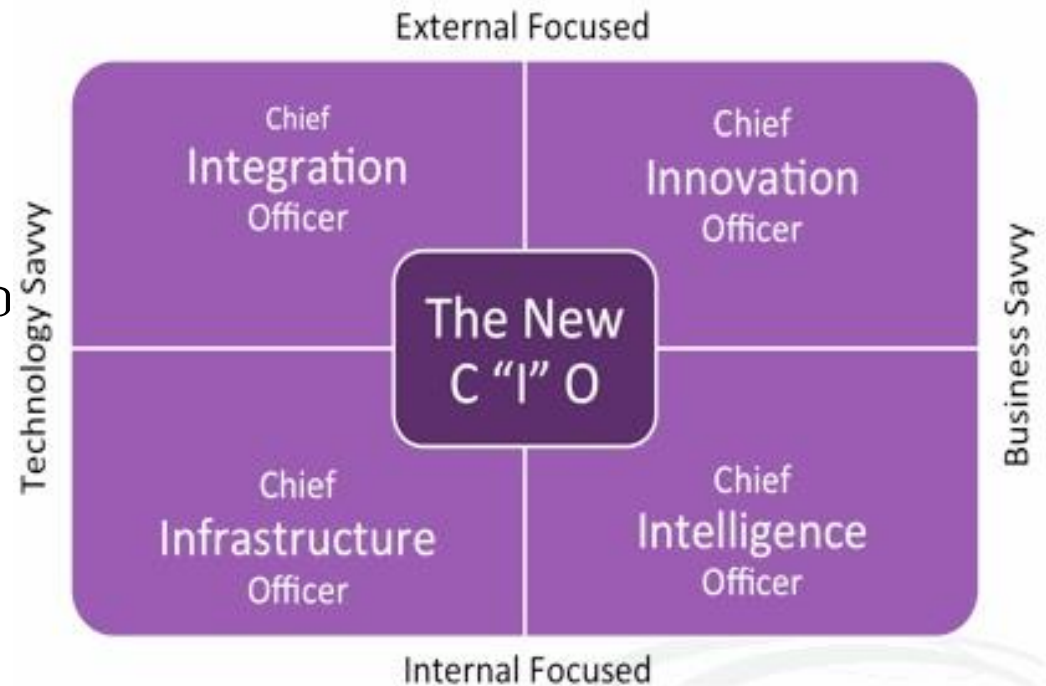 External Focused
Chief
Integration
Officer
Chief
Innovation
Officer
Technology Savvy
The New
C “I” O
Business Savvy
Chief
Infrastructure
Officer
Chief
Intelligence
Officer
Internal Focused